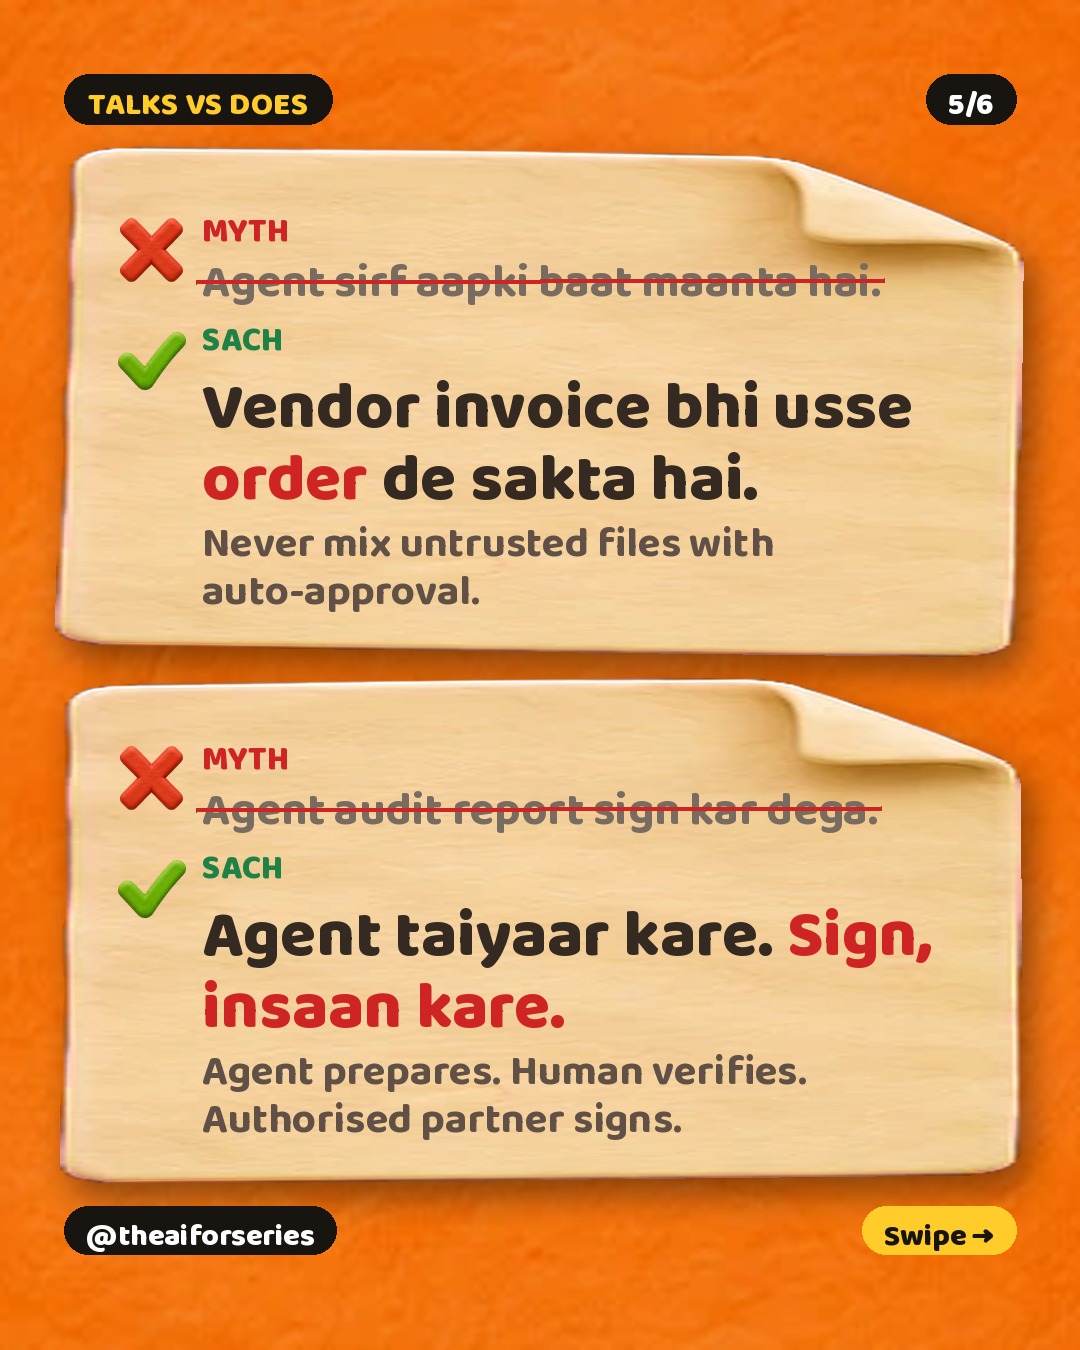 TALKS VS DOES
5/6
MYTH
Agent sirf aapki baat maanta hai.
SACH
Vendor invoice bhi usse
order de sakta hai.
Never mix untrusted files with
auto-approval.
MYTH
Agent audit report sign kar dega.
SACH
Agent taiyaar kare. Sign,
insaan kare.
Agent prepares. Human verifies.
Authorised partner signs.
@theaiforseries
Swipe →